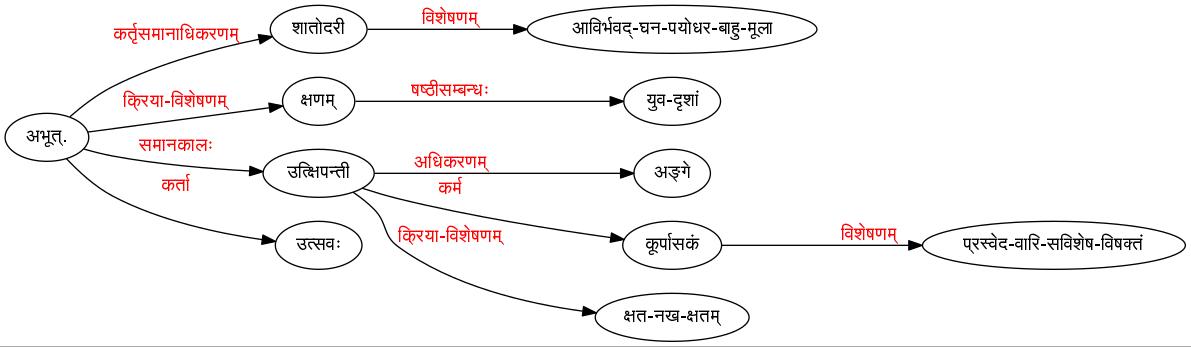 शातोदरी
विशेषणम्
आविर्भवद्-घन-पयोधर-बाहु-मूला
कर्तृसमानाधिकरणम्
क्रिया-विशेषणम्
क्षणम्
षष्ठीसम्बन्धः
युव-दृशां
अभूत्.
समानकालः
उत्क्षिपन्ती
अधिकरणम्
अङ्गे
कर्म
कर्ता
उत्सवः
क्रिया-विशेषणम्
कूर्पासकं
विशेषणम्
प्रस्वेद-वारि-सविशेष-विषक्तं
क्षत-नख-क्षतम्